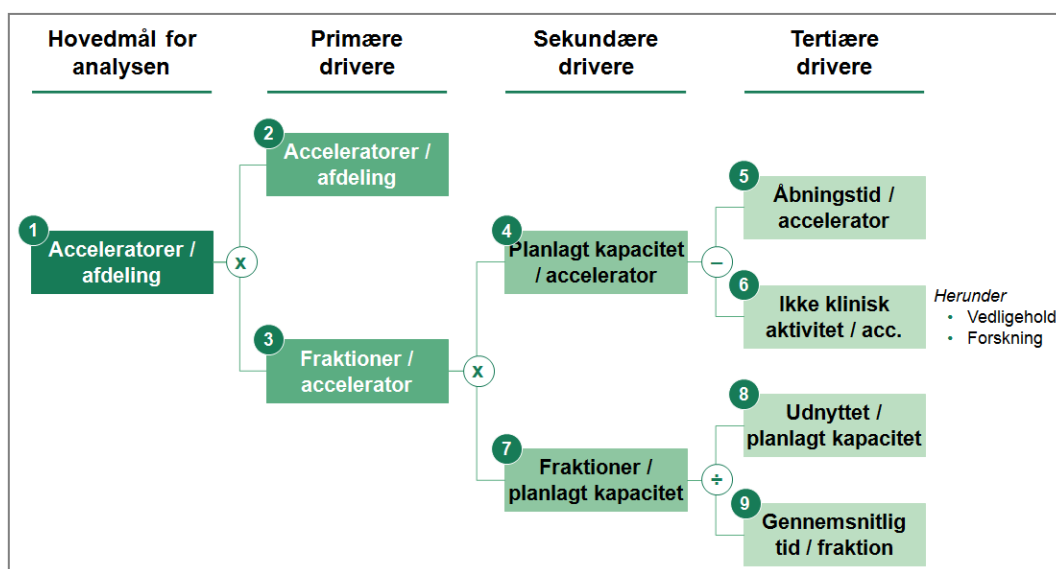 Hovedmål for
analysen
Primære
drivere
Sekundære
drivere
Tertiære
drivere
1
Acceleratorer /
afdeling
x
2
Acceleratorer /
afdeling
3
Fraktioner /
accelerator
x
4
Planlagt kapacitet
/ accelerator
–
5
Åbningstid /
accelerator
6
Ikke klinisk
aktivitet / acc.
Herunder
• Vedligehold
• Forskning
7
Fraktioner /
planlagt kapacitet
÷
8
Udnyttet /
planlagt kapacitet
9
Gennemsnitlig
tid / fraktion